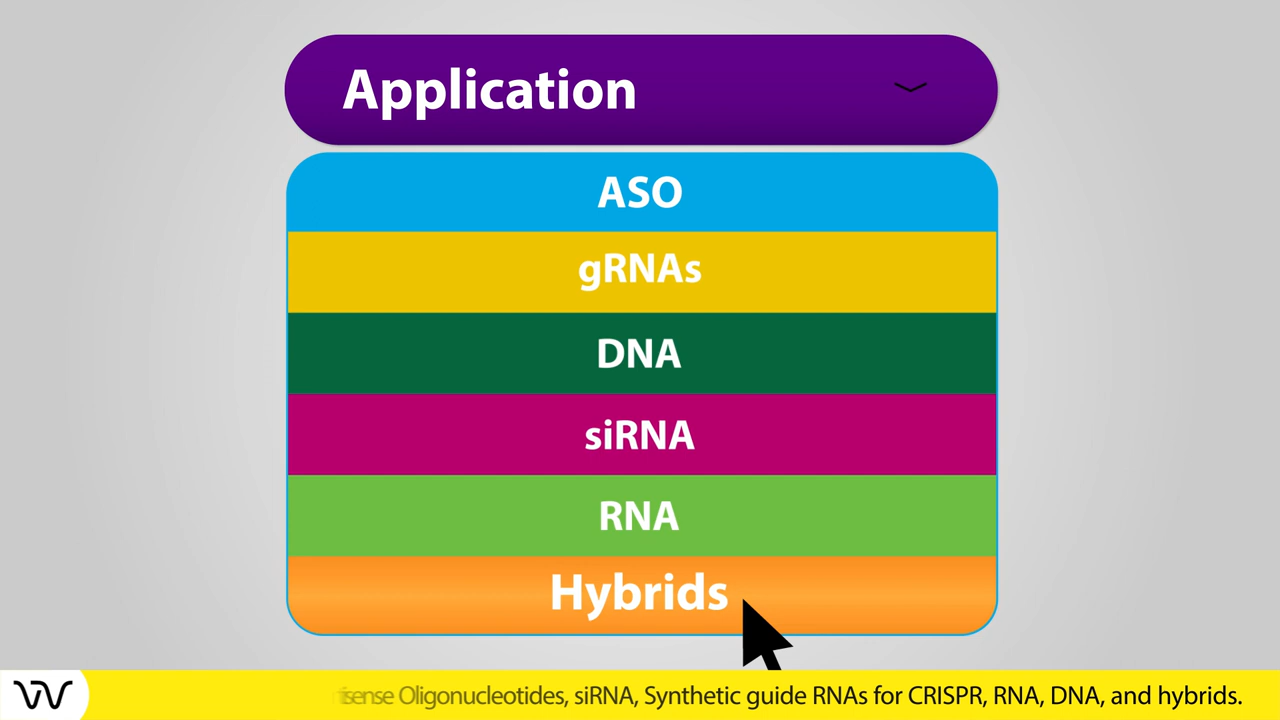 Application
ASO
gRNAs
DNA
siRNA
RNA
Hybrids
Oligonucleotides, siRNA, Synthetic guide RNAs for CRISPR, RNA, DNA, and hybrids.